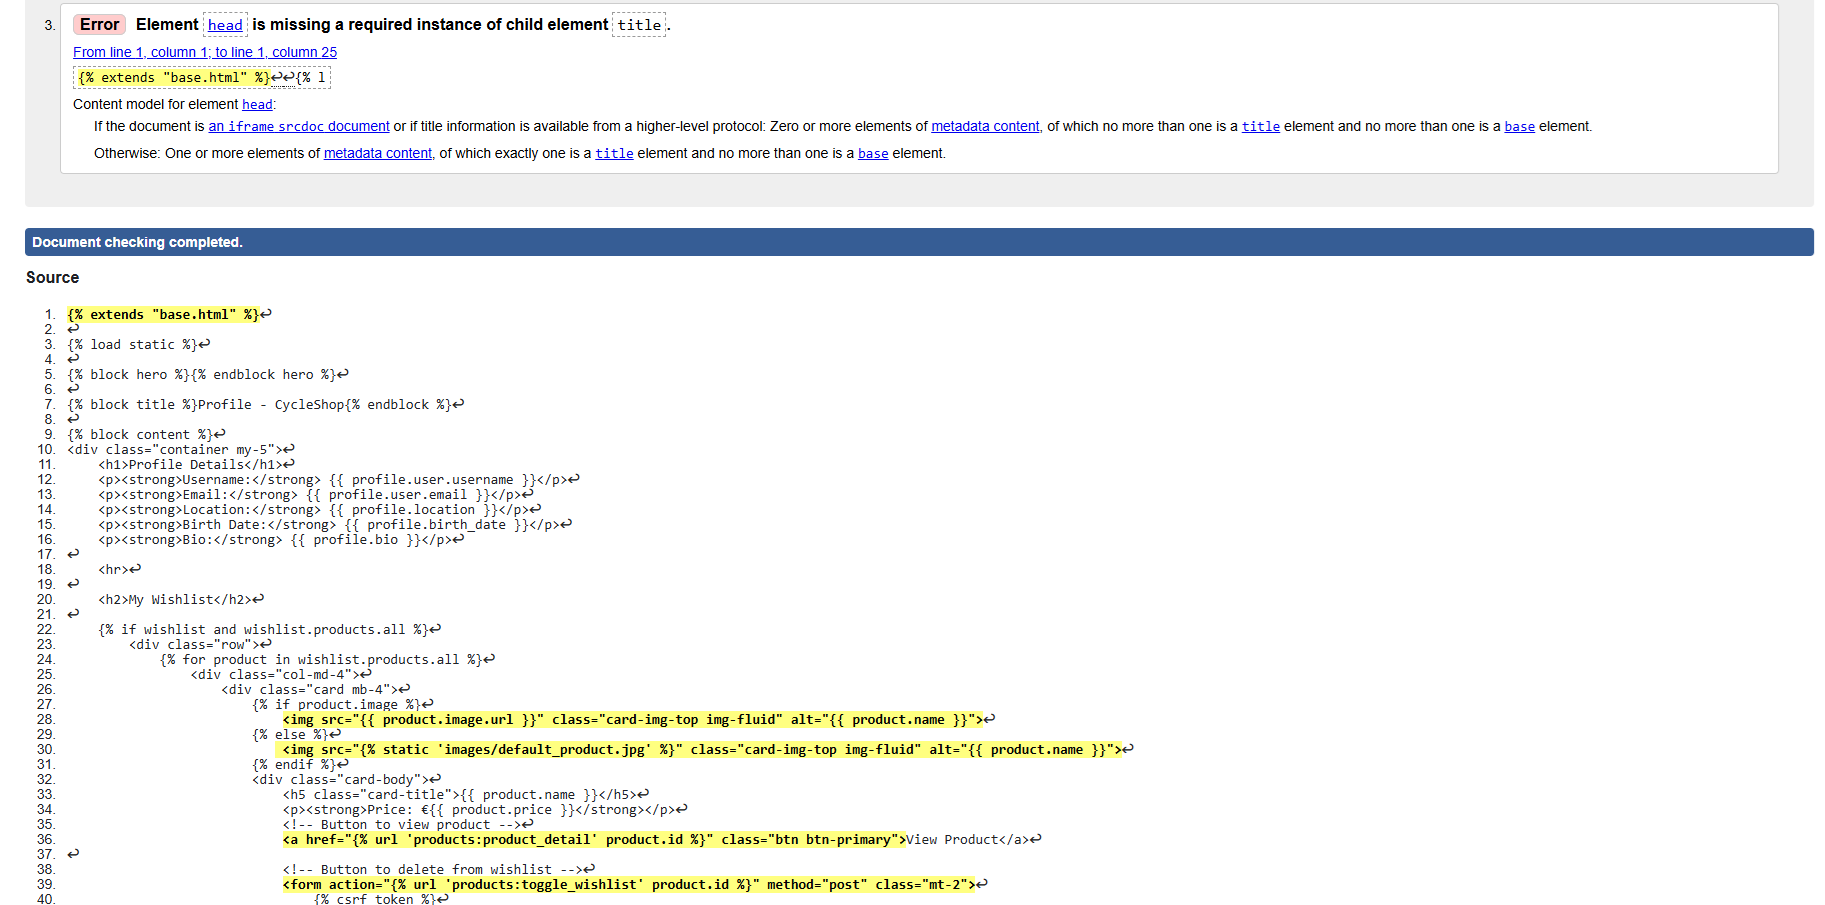 3. Error Element head is missing a required instance of child element title.
From line 1, column 1; to line 1, column 25
{% extends "base.html" %}↩↩{% l
Content model for element head:
If the document is an iframe srcdoc document or if title information is available from a higher-level protocol: Zero or more elements of metadata content, of which no more than one is a title element and no more than one is a base element.
Otherwise: One or more elements of metadata content, of which exactly one is a title element and no more than one is a base element.
Document checking completed.
Source
1. {% extends "base.html" %}↩
2. ↩
3. {% load static %}↩
4. ↩
5. {% block hero %}{% endblock hero %}↩
6. ↩
7. {% block title %}Profile - CycleShop{% endblock %}↩
8. ↩
9. {% block content %}↩
10. <div class="container my-5">↩
11.     <h1>Profile Details</h1>↩
12.     <p><strong>Username:</strong> {{ profile.user.username }}</p>↩
13.     <p><strong>Email:</strong> {{ profile.user.email }}</p>↩
14.     <p><strong>Location:</strong> {{ profile.location }}</p>↩
15.     <p><strong>Birth Date:</strong> {{ profile.birth_date }}</p>↩
16.     <p><strong>Bio:</strong> {{ profile.bio }}</p>↩
17. ↩
18.     <hr>↩
19. ↩
20.     <h2>My Wishlist</h2>↩
21. ↩
22.     {% if wishlist and wishlist.products.all %}↩
23.         <div class="row">↩
24.             {% for product in wishlist.products.all %}↩
25.                 <div class="col-md-4">↩
26.                     <div class="card mb-4">↩
27.                         {% if product.image %}↩
28.                             <img src="{{ product.image.url }}" class="card-img-top img-fluid" alt="{{ product.name }}">↩
29.                         {% else %}↩
30.                             <img src="{% static 'images/default_product.jpg' %}" class="card-img-top img-fluid" alt="{{ product.name }}">↩
31.                         {% endif %}↩
32.                         <div class="card-body">↩
33.                             <h5 class="card-title">{{ product.name }}</h5>↩
34.                             <p><strong>Price: €{{ product.price }}</strong></p>↩
35.                             <!-- Button to view product -->↩
36.                             <a href="{% url 'products:product_detail' product.id %}" class="btn btn-primary">View Product</a>↩
37. ↩
38.                             <!-- Button to delete from wishlist -->↩
39.                             <form action="{% url 'products:toggle_wishlist' product.id %}" method="post" class="mt-2">↩
40.                                 {% csrf_token %}↩